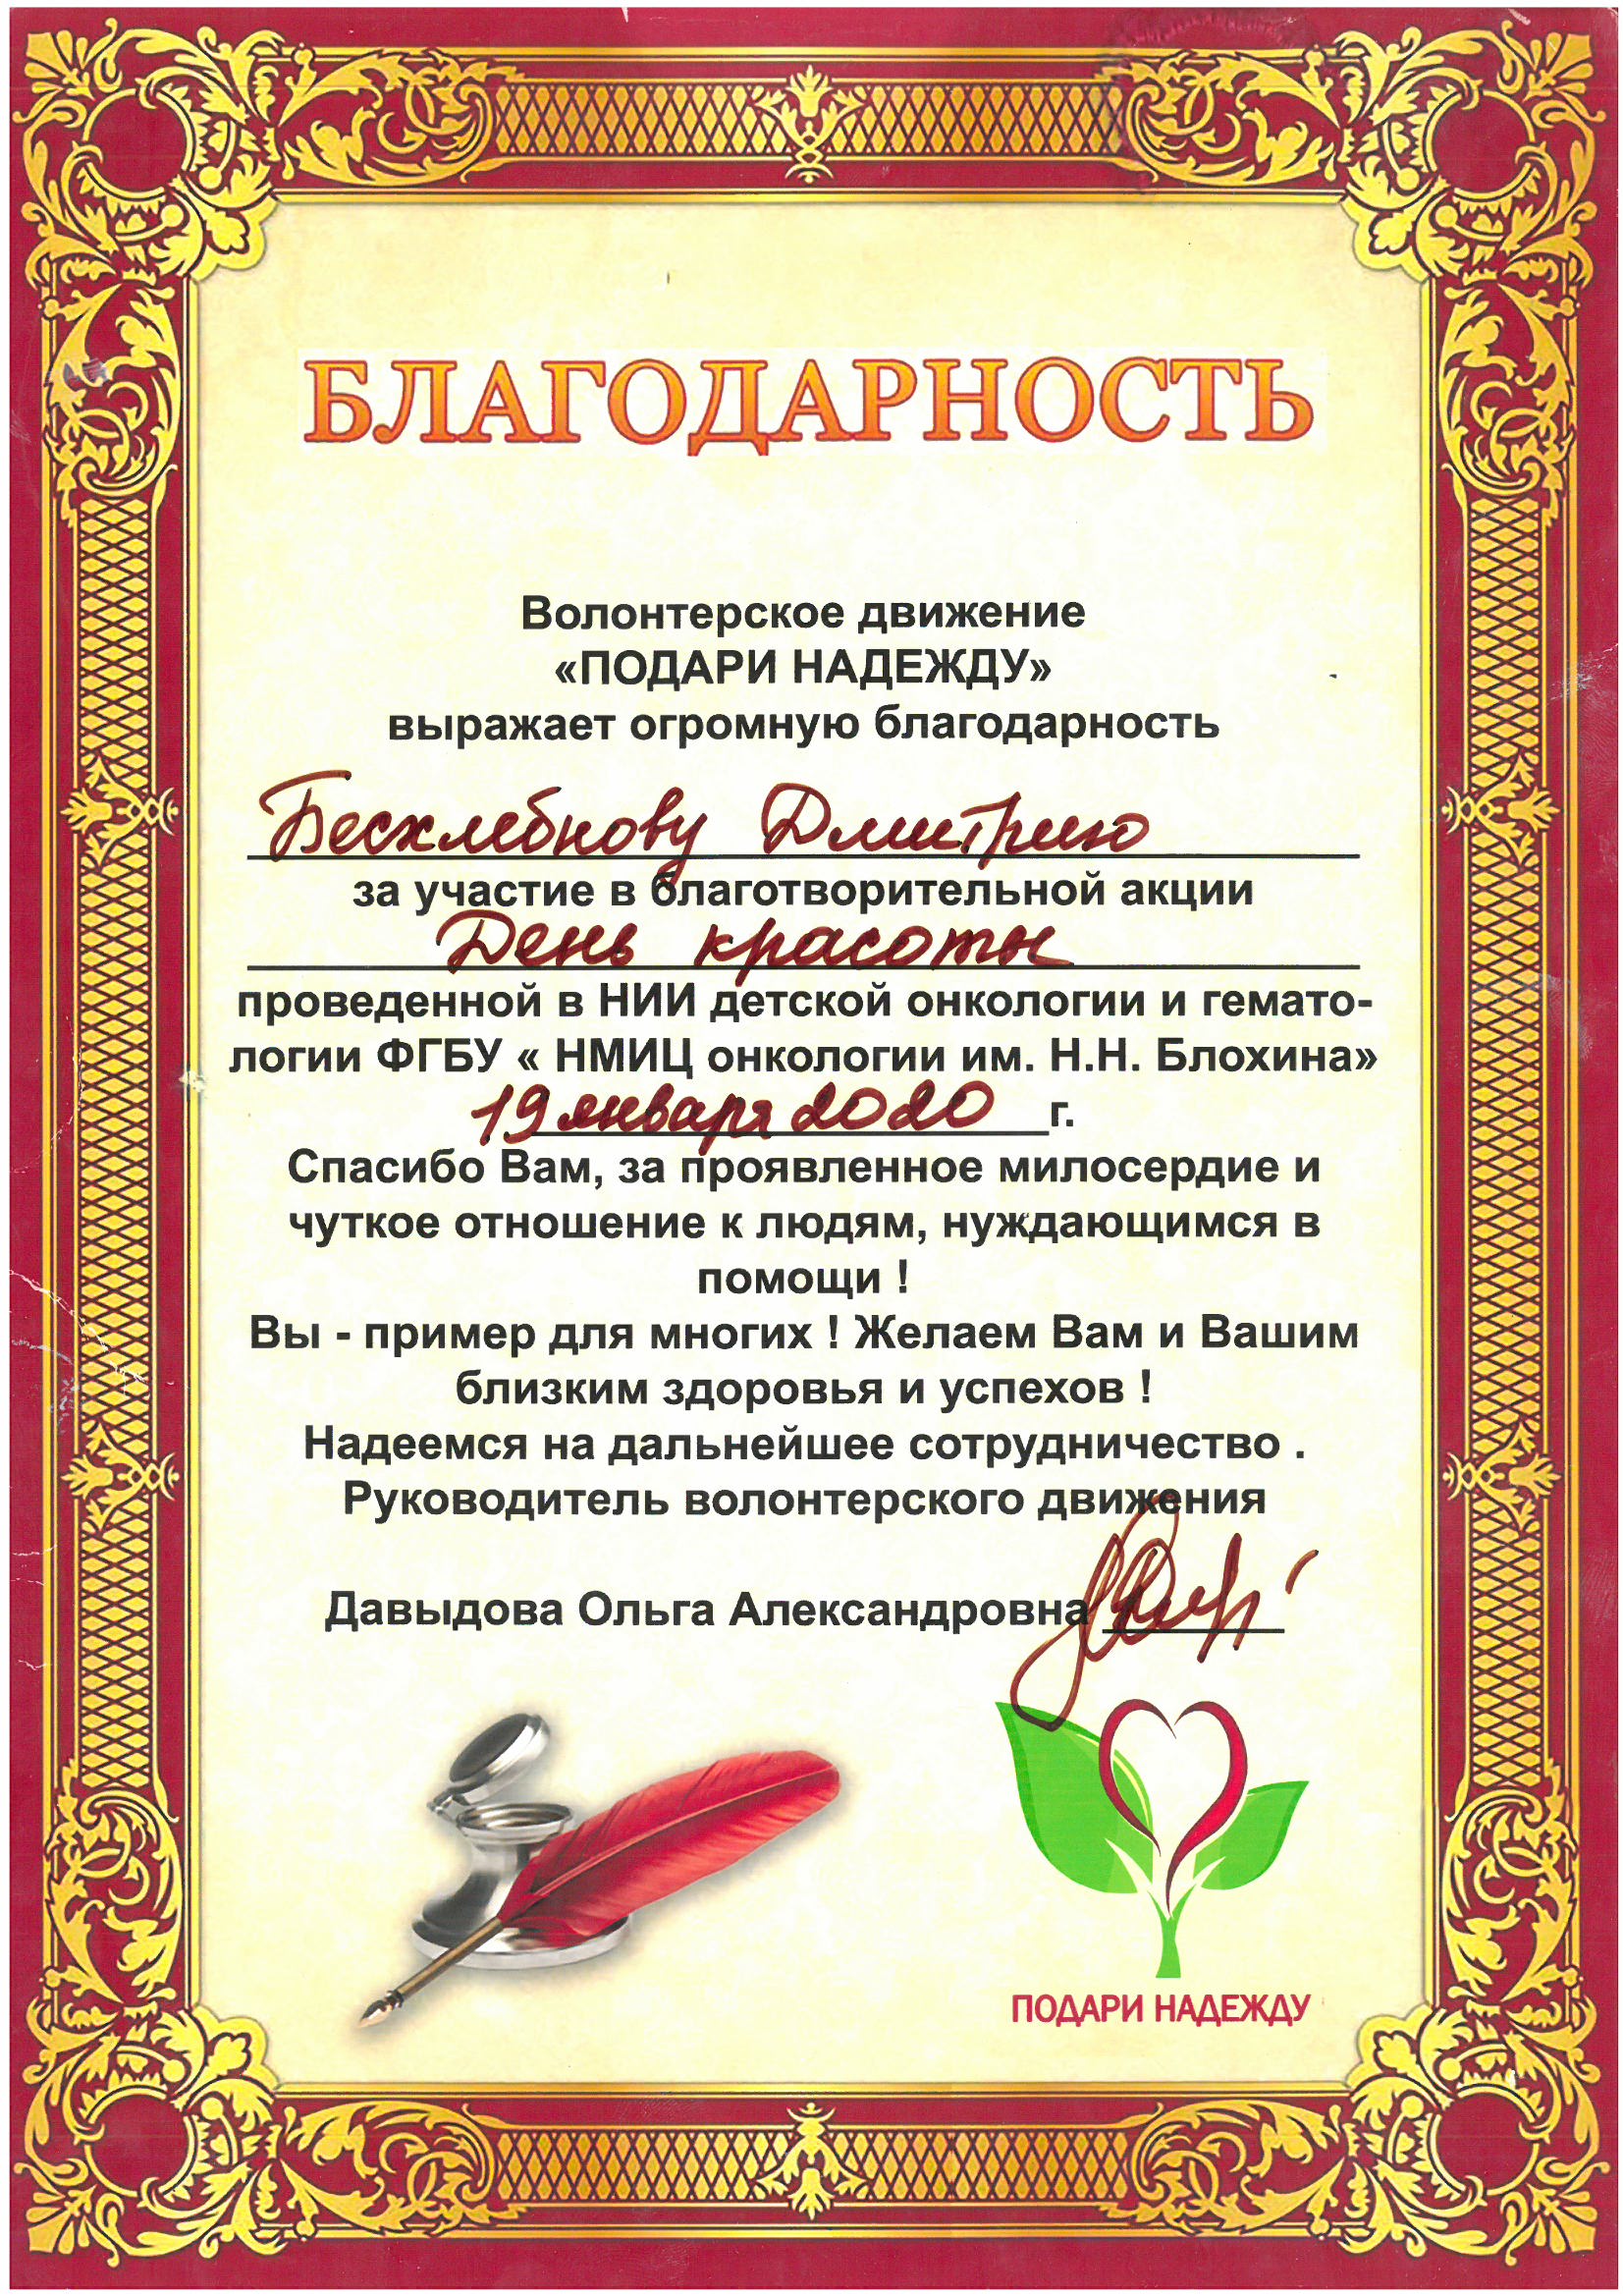 БЛАГОДАРНОСТЬ
Волонтерское движение
«ПОДАРИ НАДЕЖДУ»
выражает огромную благодарность
Бесхлебнову Дмитрию
за участие в благотворительной акции
День красоты
проведенной в НИИ детской онкологии и гемато-
логии ФГБУ « НМИЦ онкологии им. Н.Н. Блохина»
19 января 2020 г.
Спасибо Вам, за проявленное милосердие и
чуткое отношение к людям, нуждающимся в
помощи !
Вы - пример для многих ! Желаем Вам и Вашим
близким здоровья и успехов !
Надеемся на дальнейшее сотрудничество .
Руководитель волонтерского движения
Давыдова Ольга Александровна
ПОДАРИ НАДЕЖДУ